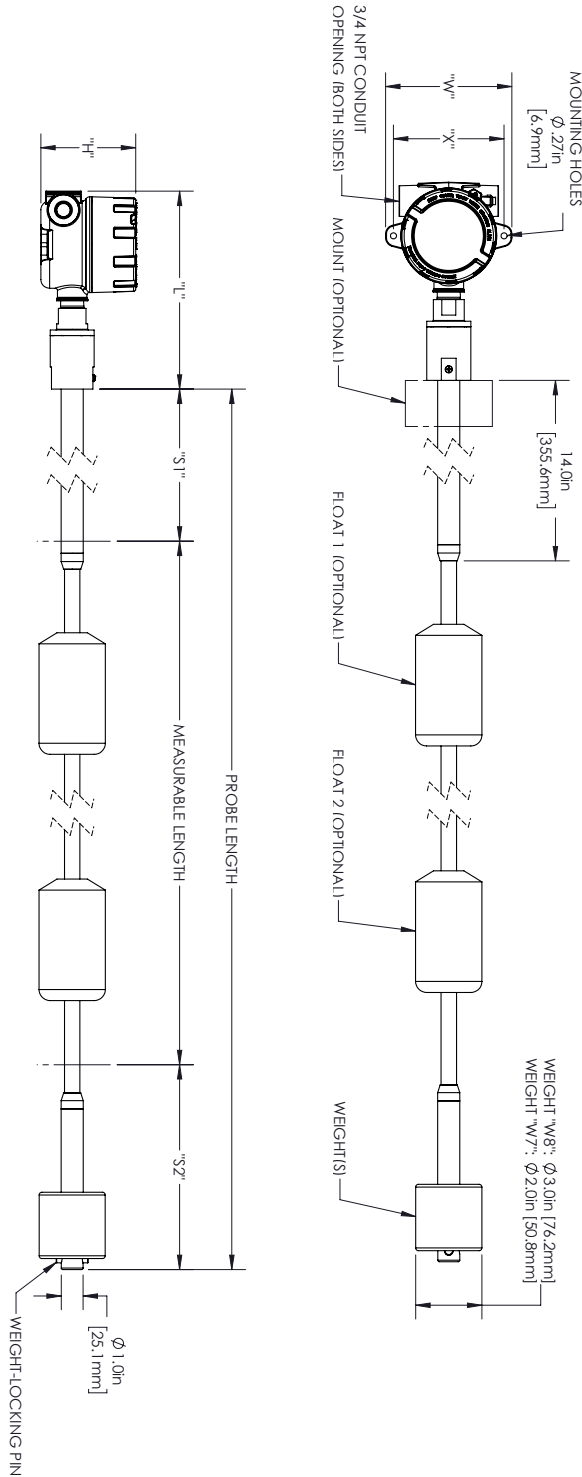 MOUNTING HOLES
Ø .27in
[6.9mm]
"W"
"X"
3/4 NPT CONDUIT
OPENING (BOTH SIDES)
MOUNT (OPTIONAL)
14.0in
[355.6mm]
FLOAT 1 (OPTIONAL)
FLOAT 2 (OPTIONAL)
WEIGHT "W8": Ø 3.0in [76.2mm]
WEIGHT "W7": Ø 2.0in [50.8mm]
WEIGHT(S)
"H"
"L"
"S1"
MEASURABLE LENGTH
PROBE LENGTH
"S2"
Ø 1.0in
[25.1mm]
WEIGHT-LOCKING PIN